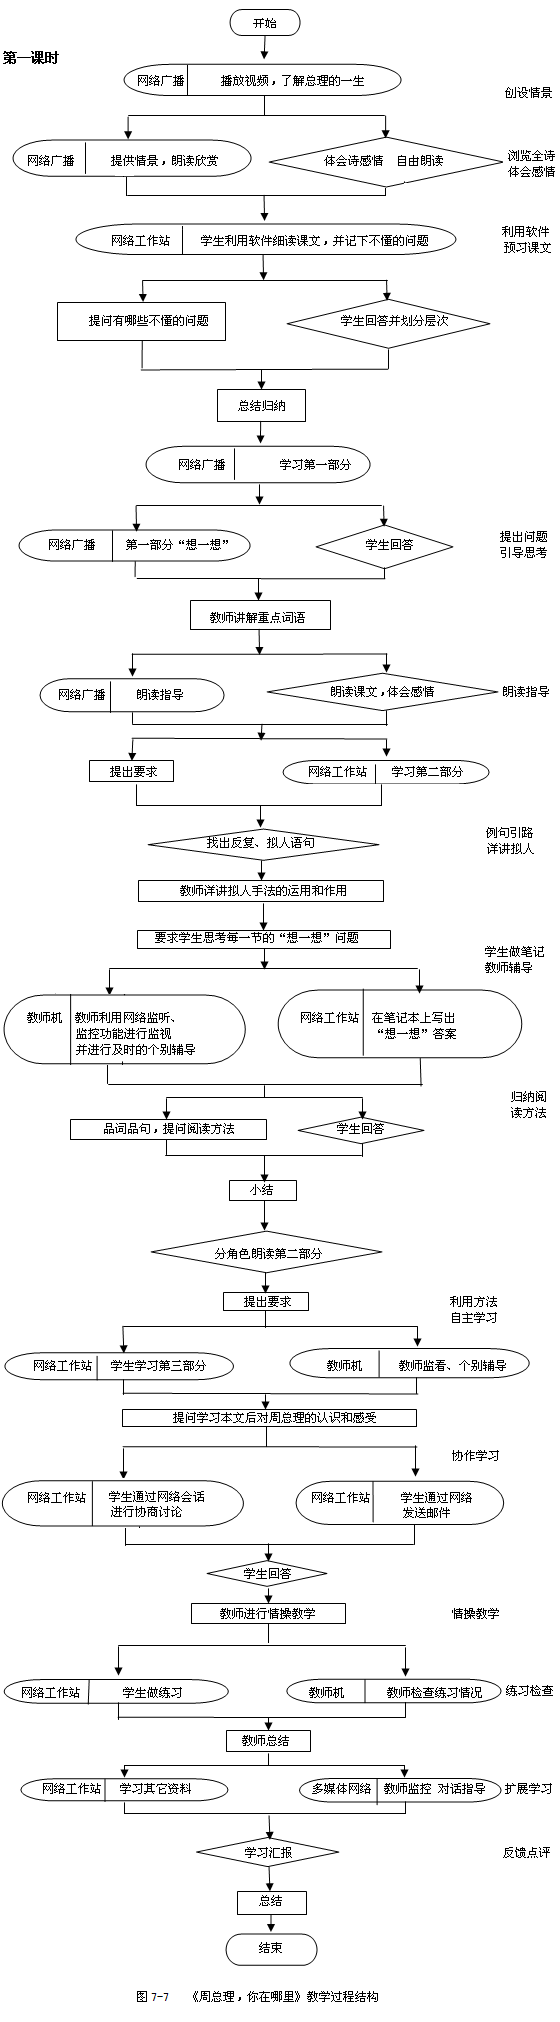 开始
第一课时
网络广播 播放视频，了解总理的一生
创设情景
网络广播 提供情景，朗读欣赏
体会诗感情 自由朗读
浏览全诗
体会感情
网络工作站 学生利用软件细读课文，并记下不懂的问题
利用软件
预习课文
提问有哪些不懂的问题
学生回答并划分层次
总结归纳
网络广播 学习第一部分
网络广播 第一部分“想一想”
学生回答
提出问题
引导思考
教师讲解重点词语
网络广播 朗读指导
朗读课文，体会感情
朗读指导
提出要求
网络工作站 学习第二部分
找出反复、拟人语句
例句引路
详讲拟人
教师详讲拟人手法的运用和作用
要求学生思考每一节的“想一想”问题
学生做笔记
教师辅导
教师机 教师利用网络监听、
监控功能进行监视
并进行及时的个别辅导
网络工作站 在笔记本上写出
“想一想”答案
归纳阅
读方法
品词品句，提问阅读方法
学生回答
小结
分角色朗读第二部分
提出要求
利用方法
自主学习
网络工作站 学生学习第三部分
教师机 教师监看、个别辅导
提问学习本文后对周总理的认识和感受
协作学习
网络工作站 学生通过网络会话
进行协商讨论
网络工作站 学生通过网络
发送邮件
学生回答
教师进行情操教学
情操教学
网络工作站 学生做练习
教师机 教师检查练习情况
练习检查
教师总结
网络工作站 学习其它资料
多媒体网络 教师监控 对话指导
扩展学习
学习汇报
反馈点评
总结
结束
图 7-7 《周总理，你在哪里》教学过程结构